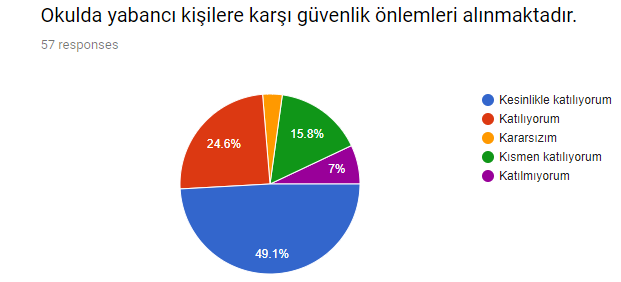 Okulda yabancı kişilere karşı güvenlik önlemleri alınmaktadır.
57 responses
24.6%
15.8%
7%
49.1%
Kesinlikle katılıyorum
Katılıyorum
Kararsızım
Kısmen katılıyorum
Katılmıyorum